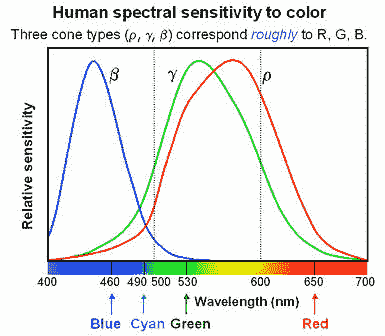 Human spectral sensitivity to color
Three cone types (ρ, γ, β) correspond roughly to R, G, B.
β γ ρ
Relative sensitivity
400 460 490 500 530 600 650 700
Wavelength (nm)
Blue Cyan Green Red